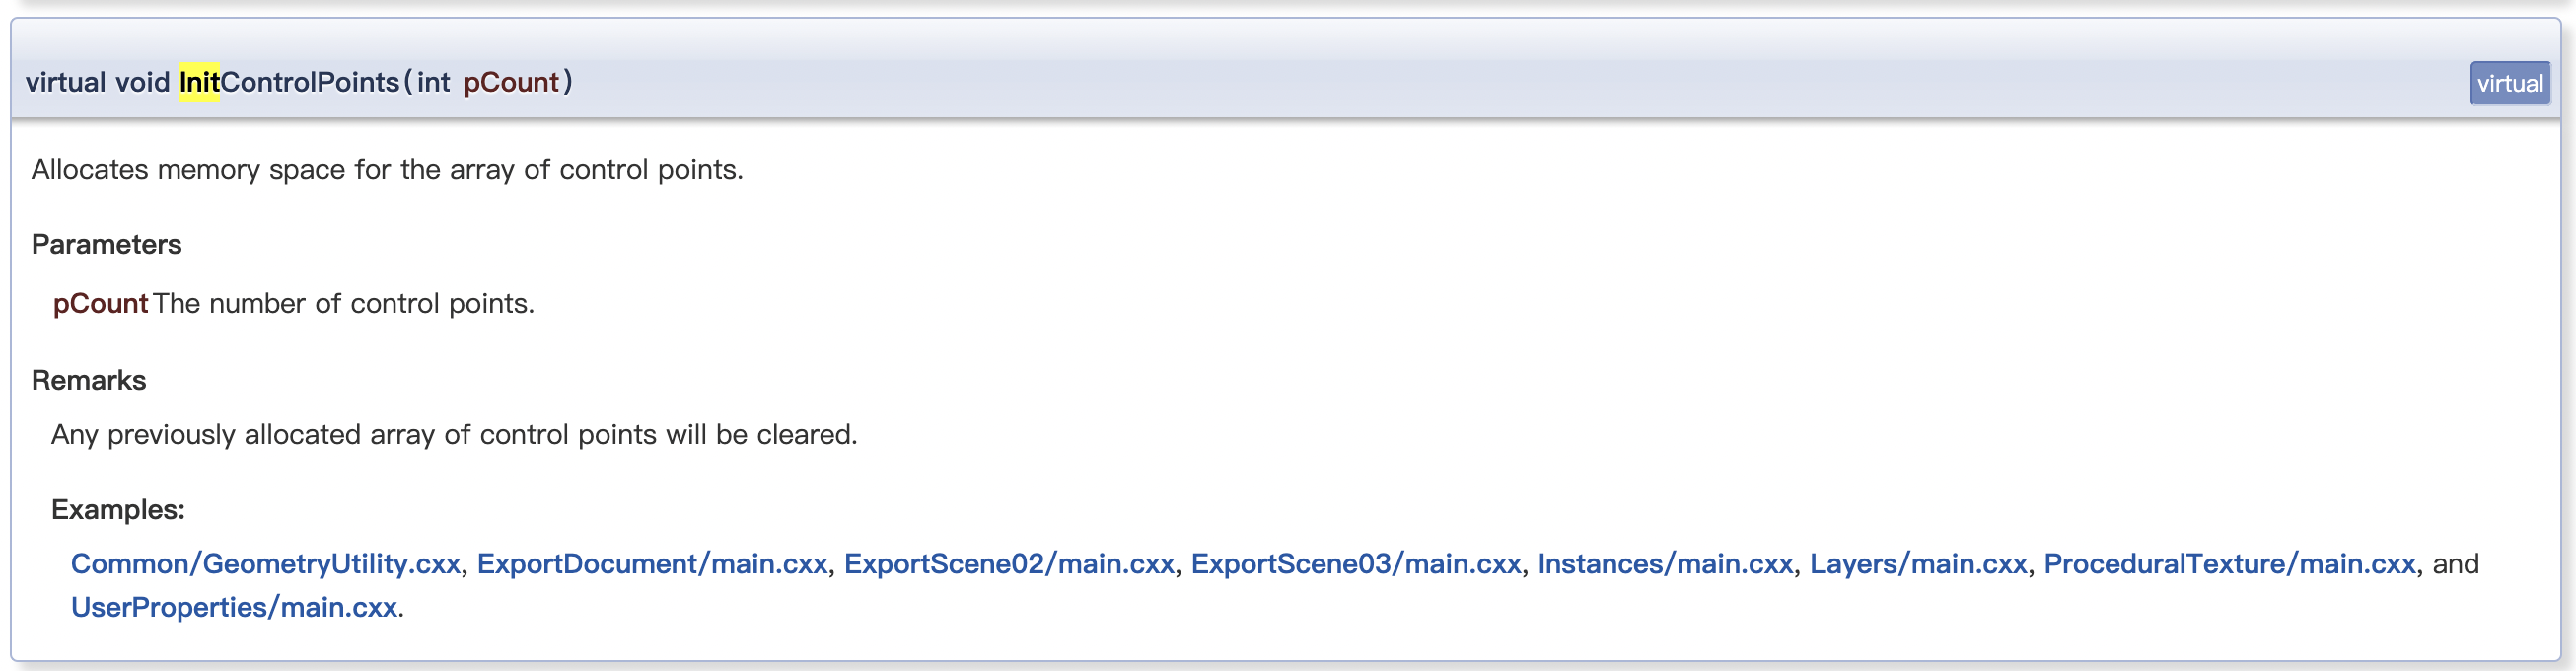 virtual void InitControlPoints(int pCount)
virtual
Allocates memory space for the array of control points.
Parameters
pCount The number of control points.
Remarks
Any previously allocated array of control points will be cleared.
Examples:
Common/GeometryUtility.cxx, ExportDocument/main.cxx, ExportScene02/main.cxx, ExportScene03/main.cxx, Instances/main.cxx, Layers/main.cxx, ProceduralTexture/main.cxx, and
UserProperties/main.cxx.